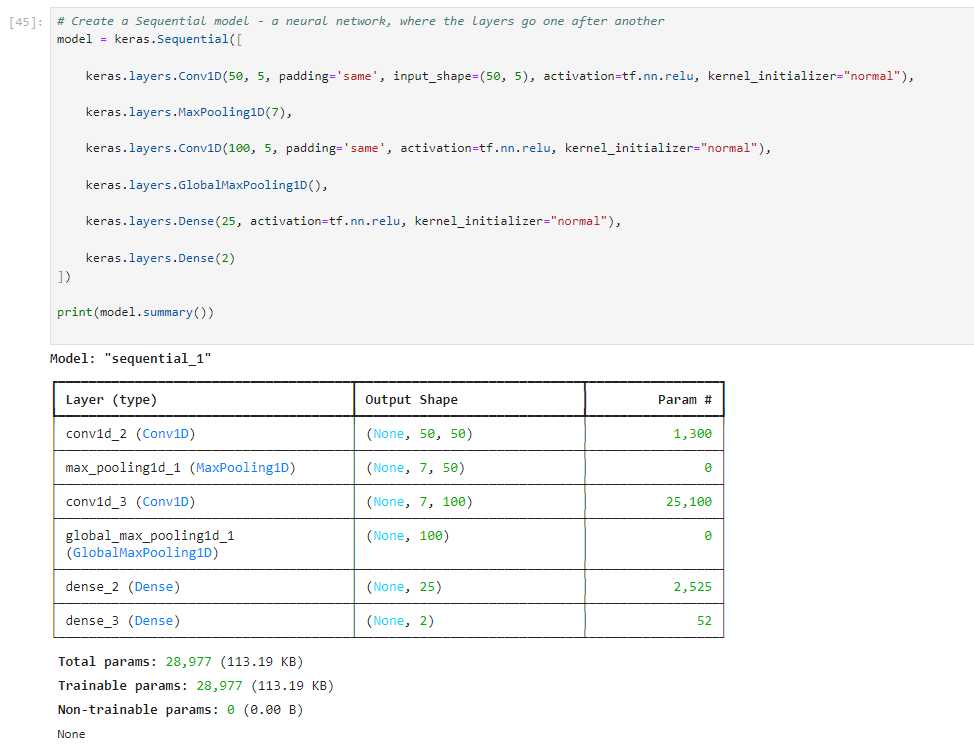 [45]:
# Create a Sequential model - a neural network, where the layers go one after another
model = keras.Sequential([
    keras.layers.Conv1D(50, 5, padding='same', input_shape=(50, 5), activation=tf.nn.relu, kernel_initializer="normal"),
    keras.layers.MaxPooling1D(7),
    keras.layers.Conv1D(100, 5, padding='same', activation=tf.nn.relu, kernel_initializer="normal"),
    keras.layers.GlobalMaxPooling1D(),
    keras.layers.Dense(25, activation=tf.nn.relu, kernel_initializer="normal"),
    keras.layers.Dense(2)
])
print(model.summary())
Model: "sequential_1"
Layer (type) Output Shape Param #
conv1d_2 (Conv1D) (None, 50, 50) 1,300
max_pooling1d_1 (MaxPooling1D) (None, 7, 50) 0
conv1d_3 (Conv1D) (None, 7, 100) 25,100
global_max_pooling1d_1 (None, 100) 0
(GlobalMaxPooling1D)
dense_2 (Dense) (None, 25) 2,525
dense_3 (Dense) (None, 2) 52
Total params: 28,977 (113.19 KB)
Trainable params: 28,977 (113.19 KB)
Non-trainable params: 0 (0.00 B)
None